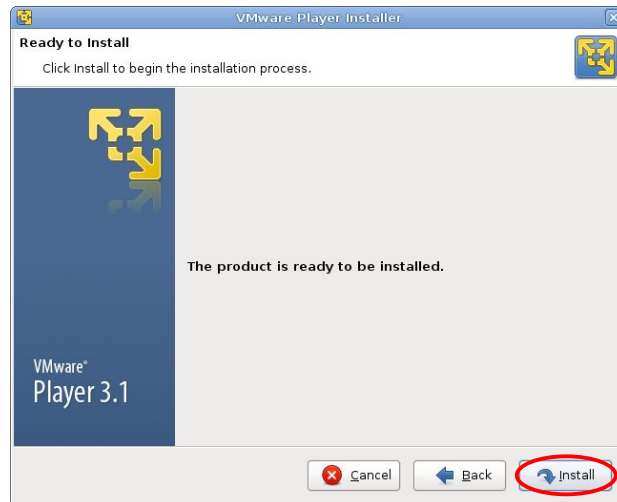 VMware Player Installer
Ready to Install
Click Install to begin the installation process.
The product is ready to be installed.
VMware®
Player 3.1
Cancel
Back
Install